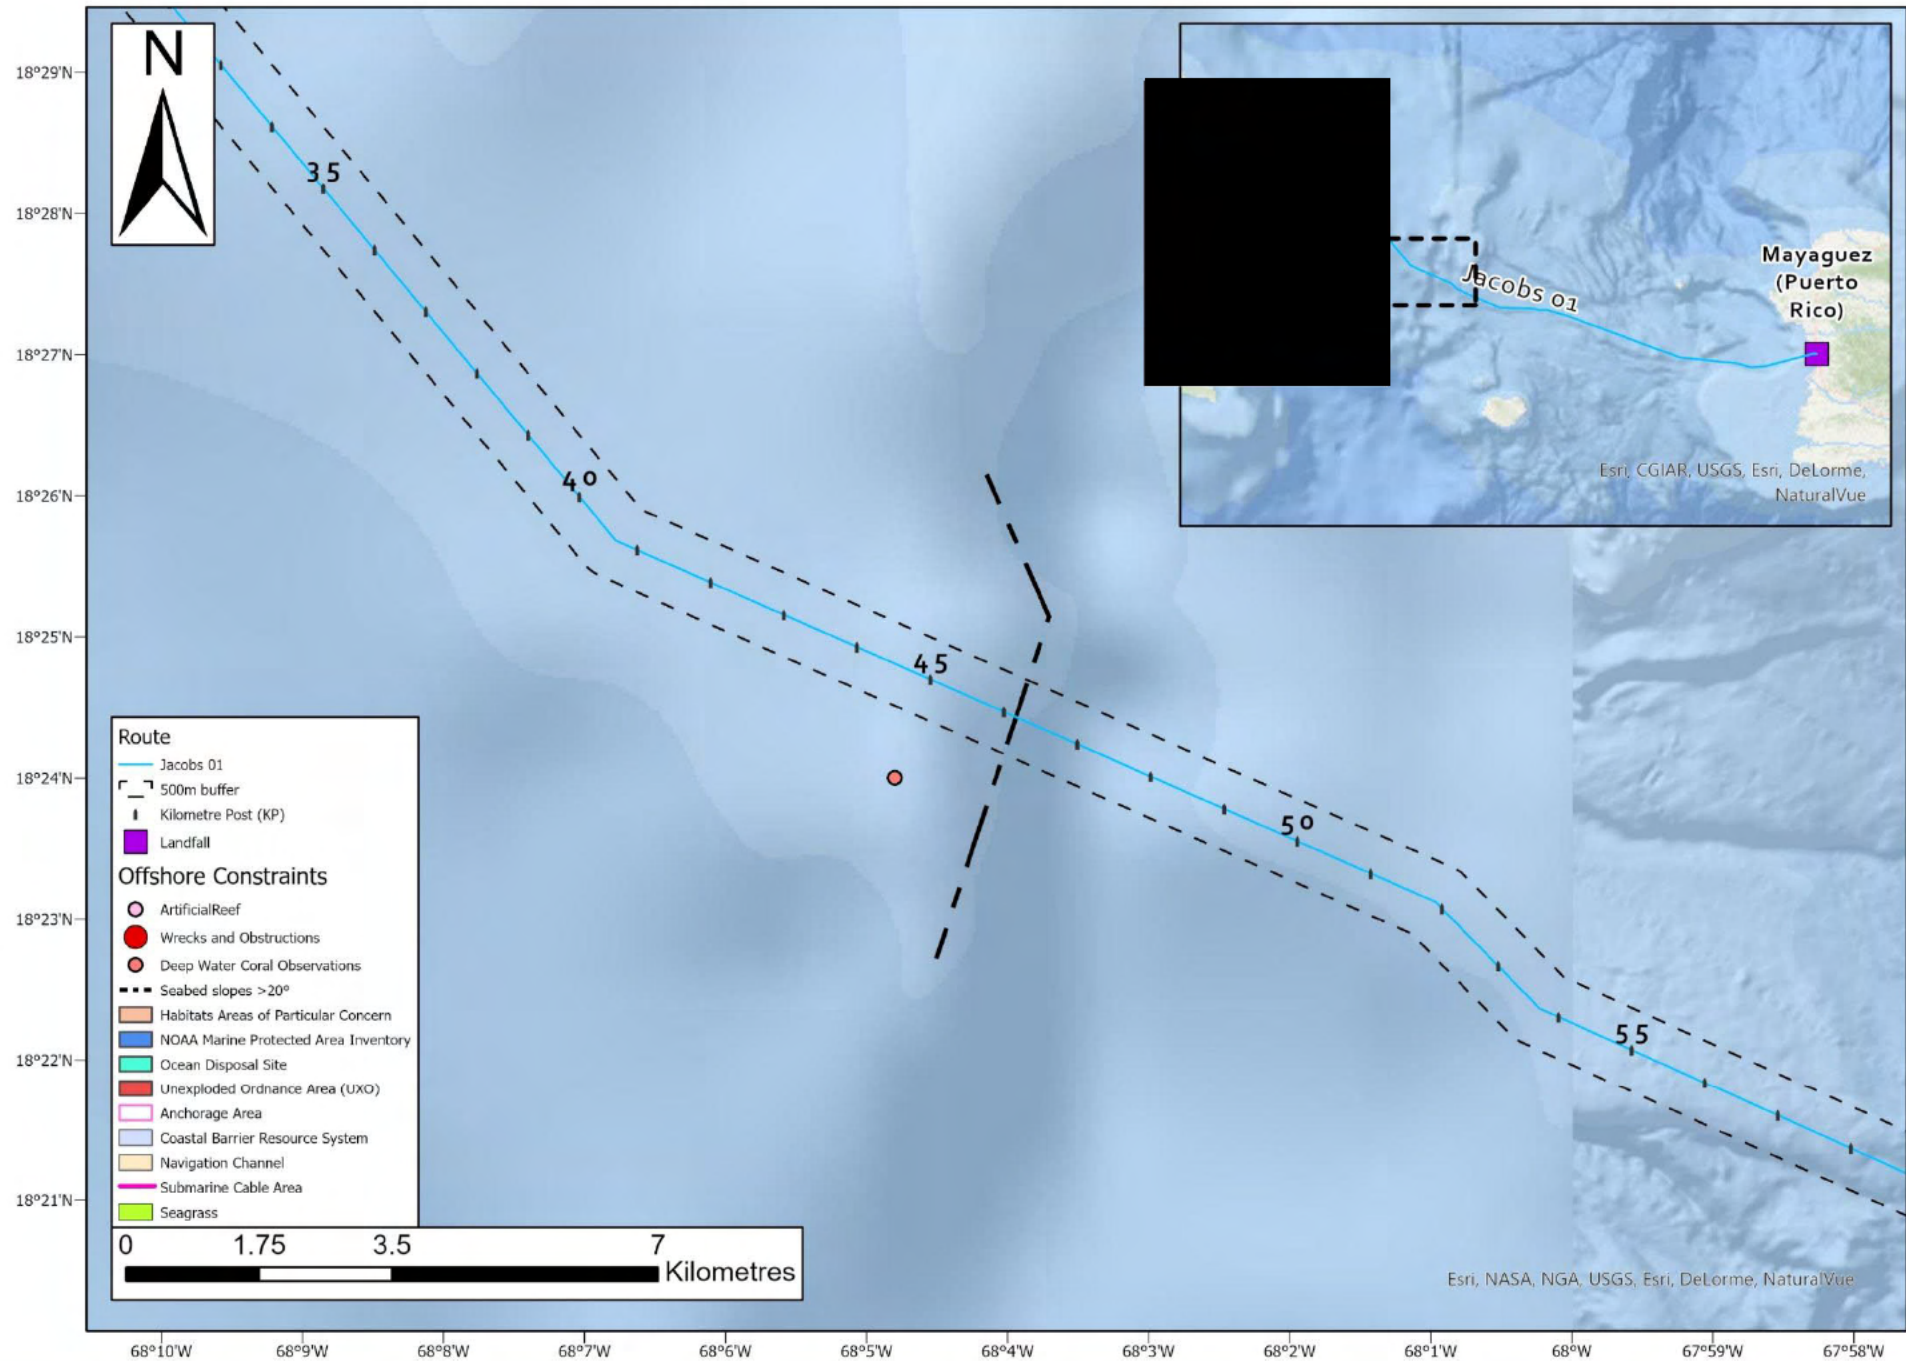 N
18°29'N
18°28'N
18°27'N
18°26'N
18°25'N
18°24'N
18°23'N
18°22'N
18°21'N
35
40
45
50
55
Jacobs 01
Mayaguez
(Puerto
Rico)
Esri, CGIAR, USGS, Esri, DeLorme,
NaturalVue
Route
Jacobs 01
500m buffer
Kilometre Post (KP)
Landfall
Offshore Constraints
ArtificialReef
Wrecks and Obstructions
Deep Water Coral Observations
Seabed slopes >20°
Habitats Areas of Particular Concern
NOAA Marine Protected Area Inventory
Ocean Disposal Site
Unexploded Ordnance Area (UXO)
Anchorage Area
Coastal Barrier Resource System
Navigation Channel
Submarine Cable Area
Seagrass
0 1.75 3.5 7
Kilometres
Esri, NASA, NGA, USGS, Esri, DeLorme, NaturalVue
68°10'W 68°9'W 68°8'W 68°7'W 68°6'W 68°5'W 68°4'W 68°3'W 68°2'W 68°1'W 68°W 67°59'W 67°58'W